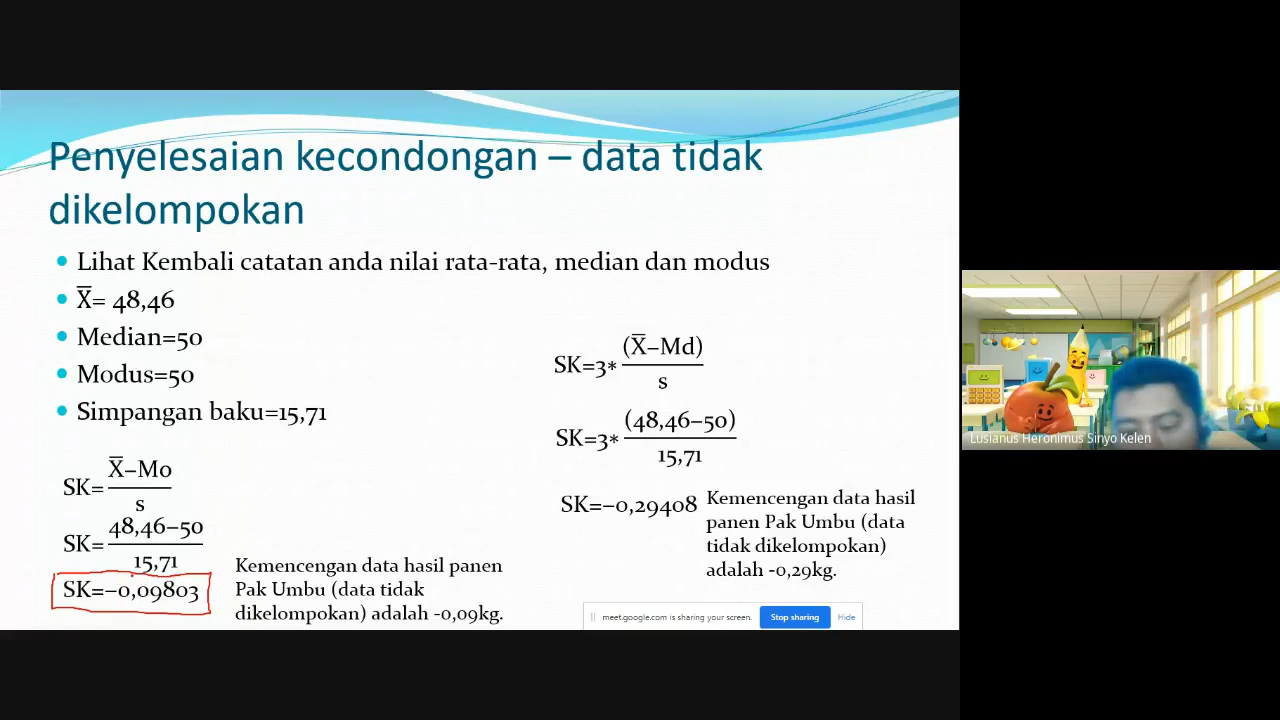 Penyelesaian kecondongan – data tidak
dikelompokan
Lihat Kembali catatan anda nilai rata-rata, median dan modus
X̅= 48,46
Median=50
Modus=50
Simpangan baku=15,71
SK= X̅–Mo / s
SK= 48,46–50 / 15,71
SK=–0,09803
Kemencengan data hasil panen
Pak Umbu (data tidak
dikelompokan) adalah -0,09kg.
SK=3* (X̅–Md) / s
SK=3* (48,46–50) / 15,71
SK=–0,29408
Kemencengan data hasil
panen Pak Umbu (data
tidak dikelompokan)
adalah -0,29kg.
meet.google.com is sharing your screen. Stop sharing Hide
Lusianus Heronimus Sinyo Kelen